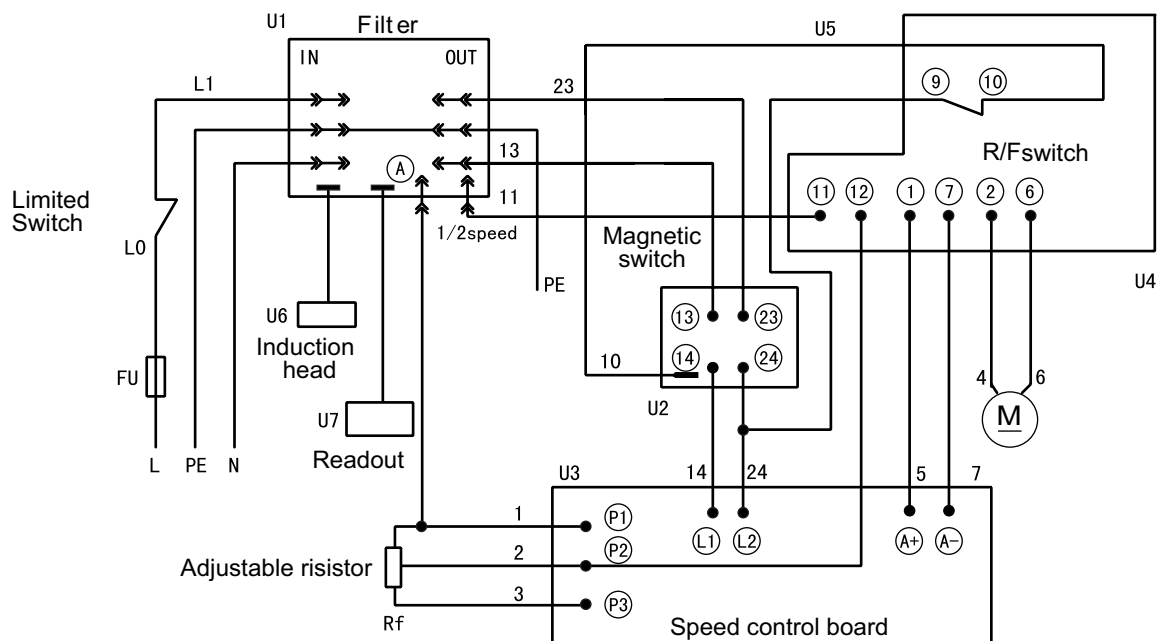 U1
Filter
U5
IN
OUT
L1
23
9
10
13
R/Fswitch
A
11
11
12
1
7
2
6
Limited
Switch
1/2speed
Magnetic
switch
L0
PE
U4
U6
13
23
Induction
head
10
14
24
FU
4
6
U2
M
U7
L
PE
N
Readout
U3
14
24
5
7
1
P1
L1
L2
A+
A-
2
P2
Adjustable risistor
3
P3
Rf
Speed control board